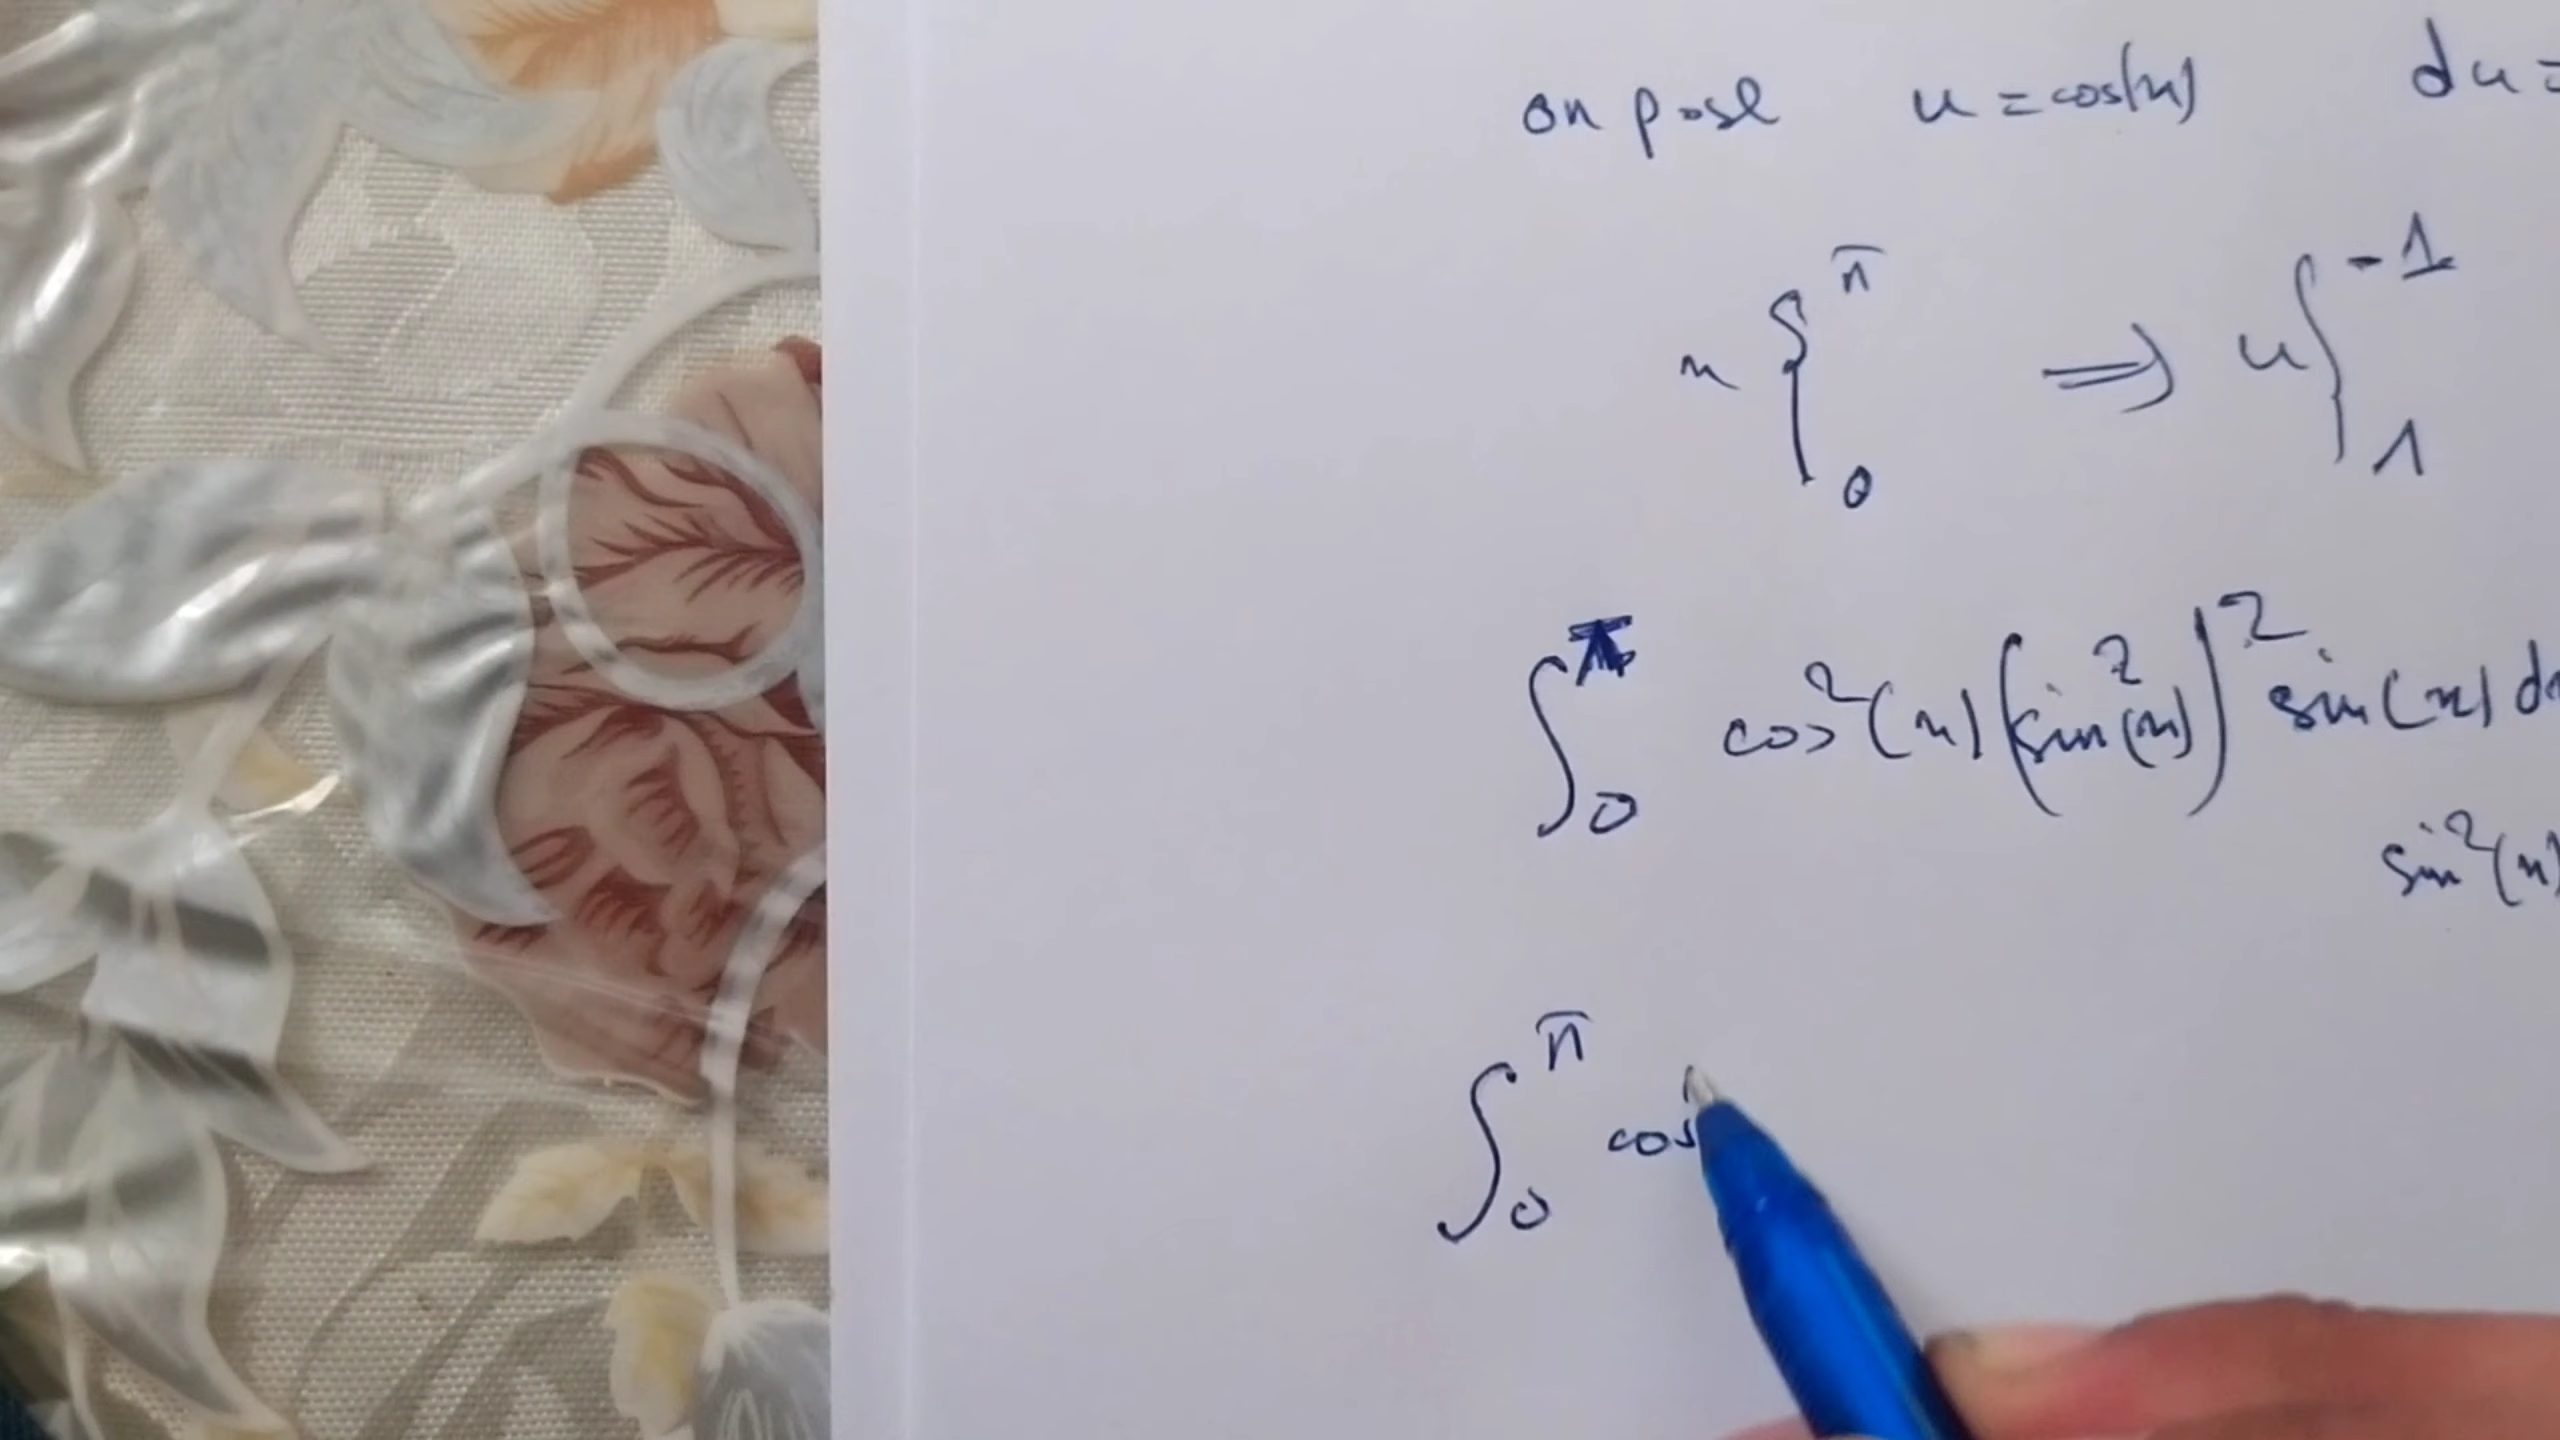 on pose u = cos(x) du =
x { π 0 ⟹ u { -1 1
∫₀^π cos²(x) (sin²(x))² sin(x) dx
sin²(x)
∫₀^π cos